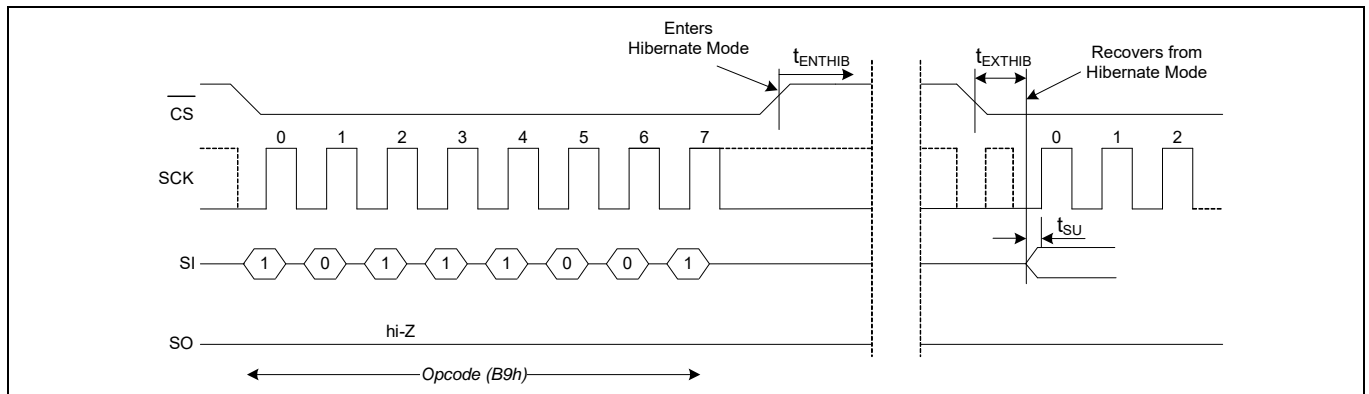 Enters
Hibernate Mode
tENTHIB
tEXTHIB
Recovers from
Hibernate Mode
CS
0 1 2 3 4 5 6 7 0 1 2
SCK
tSU
SI 1 0 1 1 1 0 0 1
hi-Z
SO
Opcode (B9h)